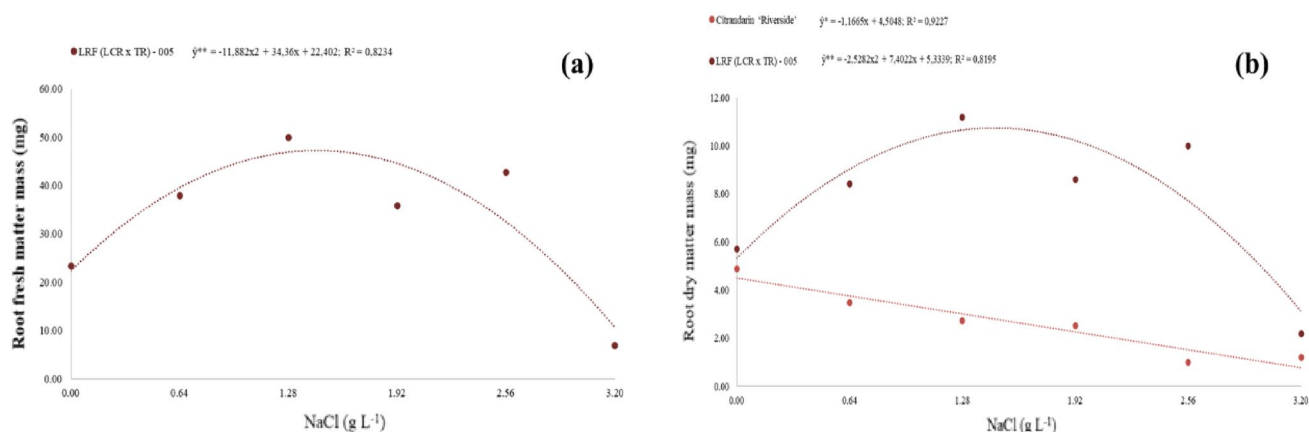 LRF (LCR x TR) - 005 ŷ** = -11,882x2 + 34,36x + 22,402; R² = 0,8234
(a)
Root fresh matter mass (mg)
60.00
50.00
40.00
30.00
20.00
10.00
0.00
0.00 0.64 1.28 1.92 2.56 3.20
NaCl (g L⁻¹)
Citrandarin ‘Riverside’ ŷ* = -1,1665x + 4,5048; R² = 0,9227
LRF (LCR x TR) - 005 ŷ** = -2,5282x2 + 7,4022x + 5,3339; R² = 0,8195
(b)
Root dry matter mass (mg)
12.00
10.00
8.00
6.00
4.00
2.00
0.00
0.00 0.64 1.28 1.92 2.56 3.20
NaCl (g L⁻¹)